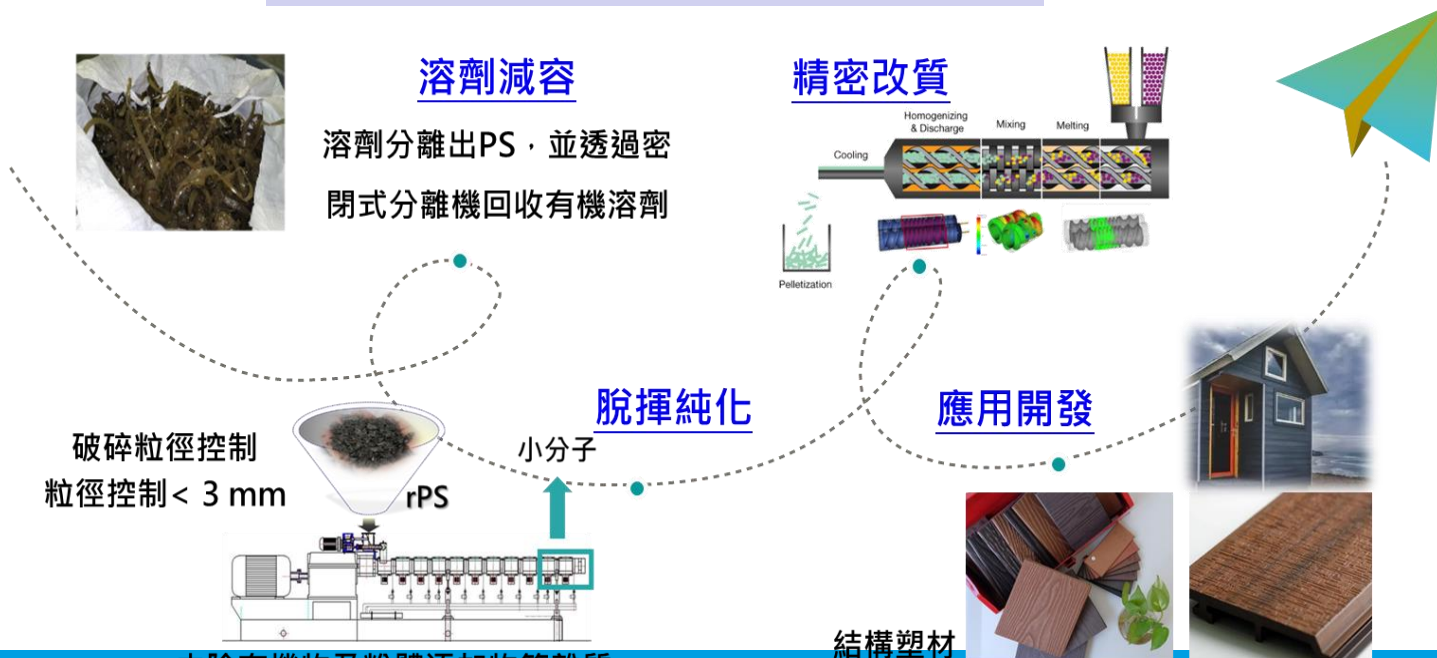 溶劑減容
溶劑分離出PS，並透過密
閉式分離機回收有機溶劑
精密改質
Homogenizing
& Discharge
Mixing
Melting
Cooling
Pelletization
脫揮純化
應用開發
破碎粒徑控制
粒徑控制< 3 mm
rPS
小分子
結構塑材